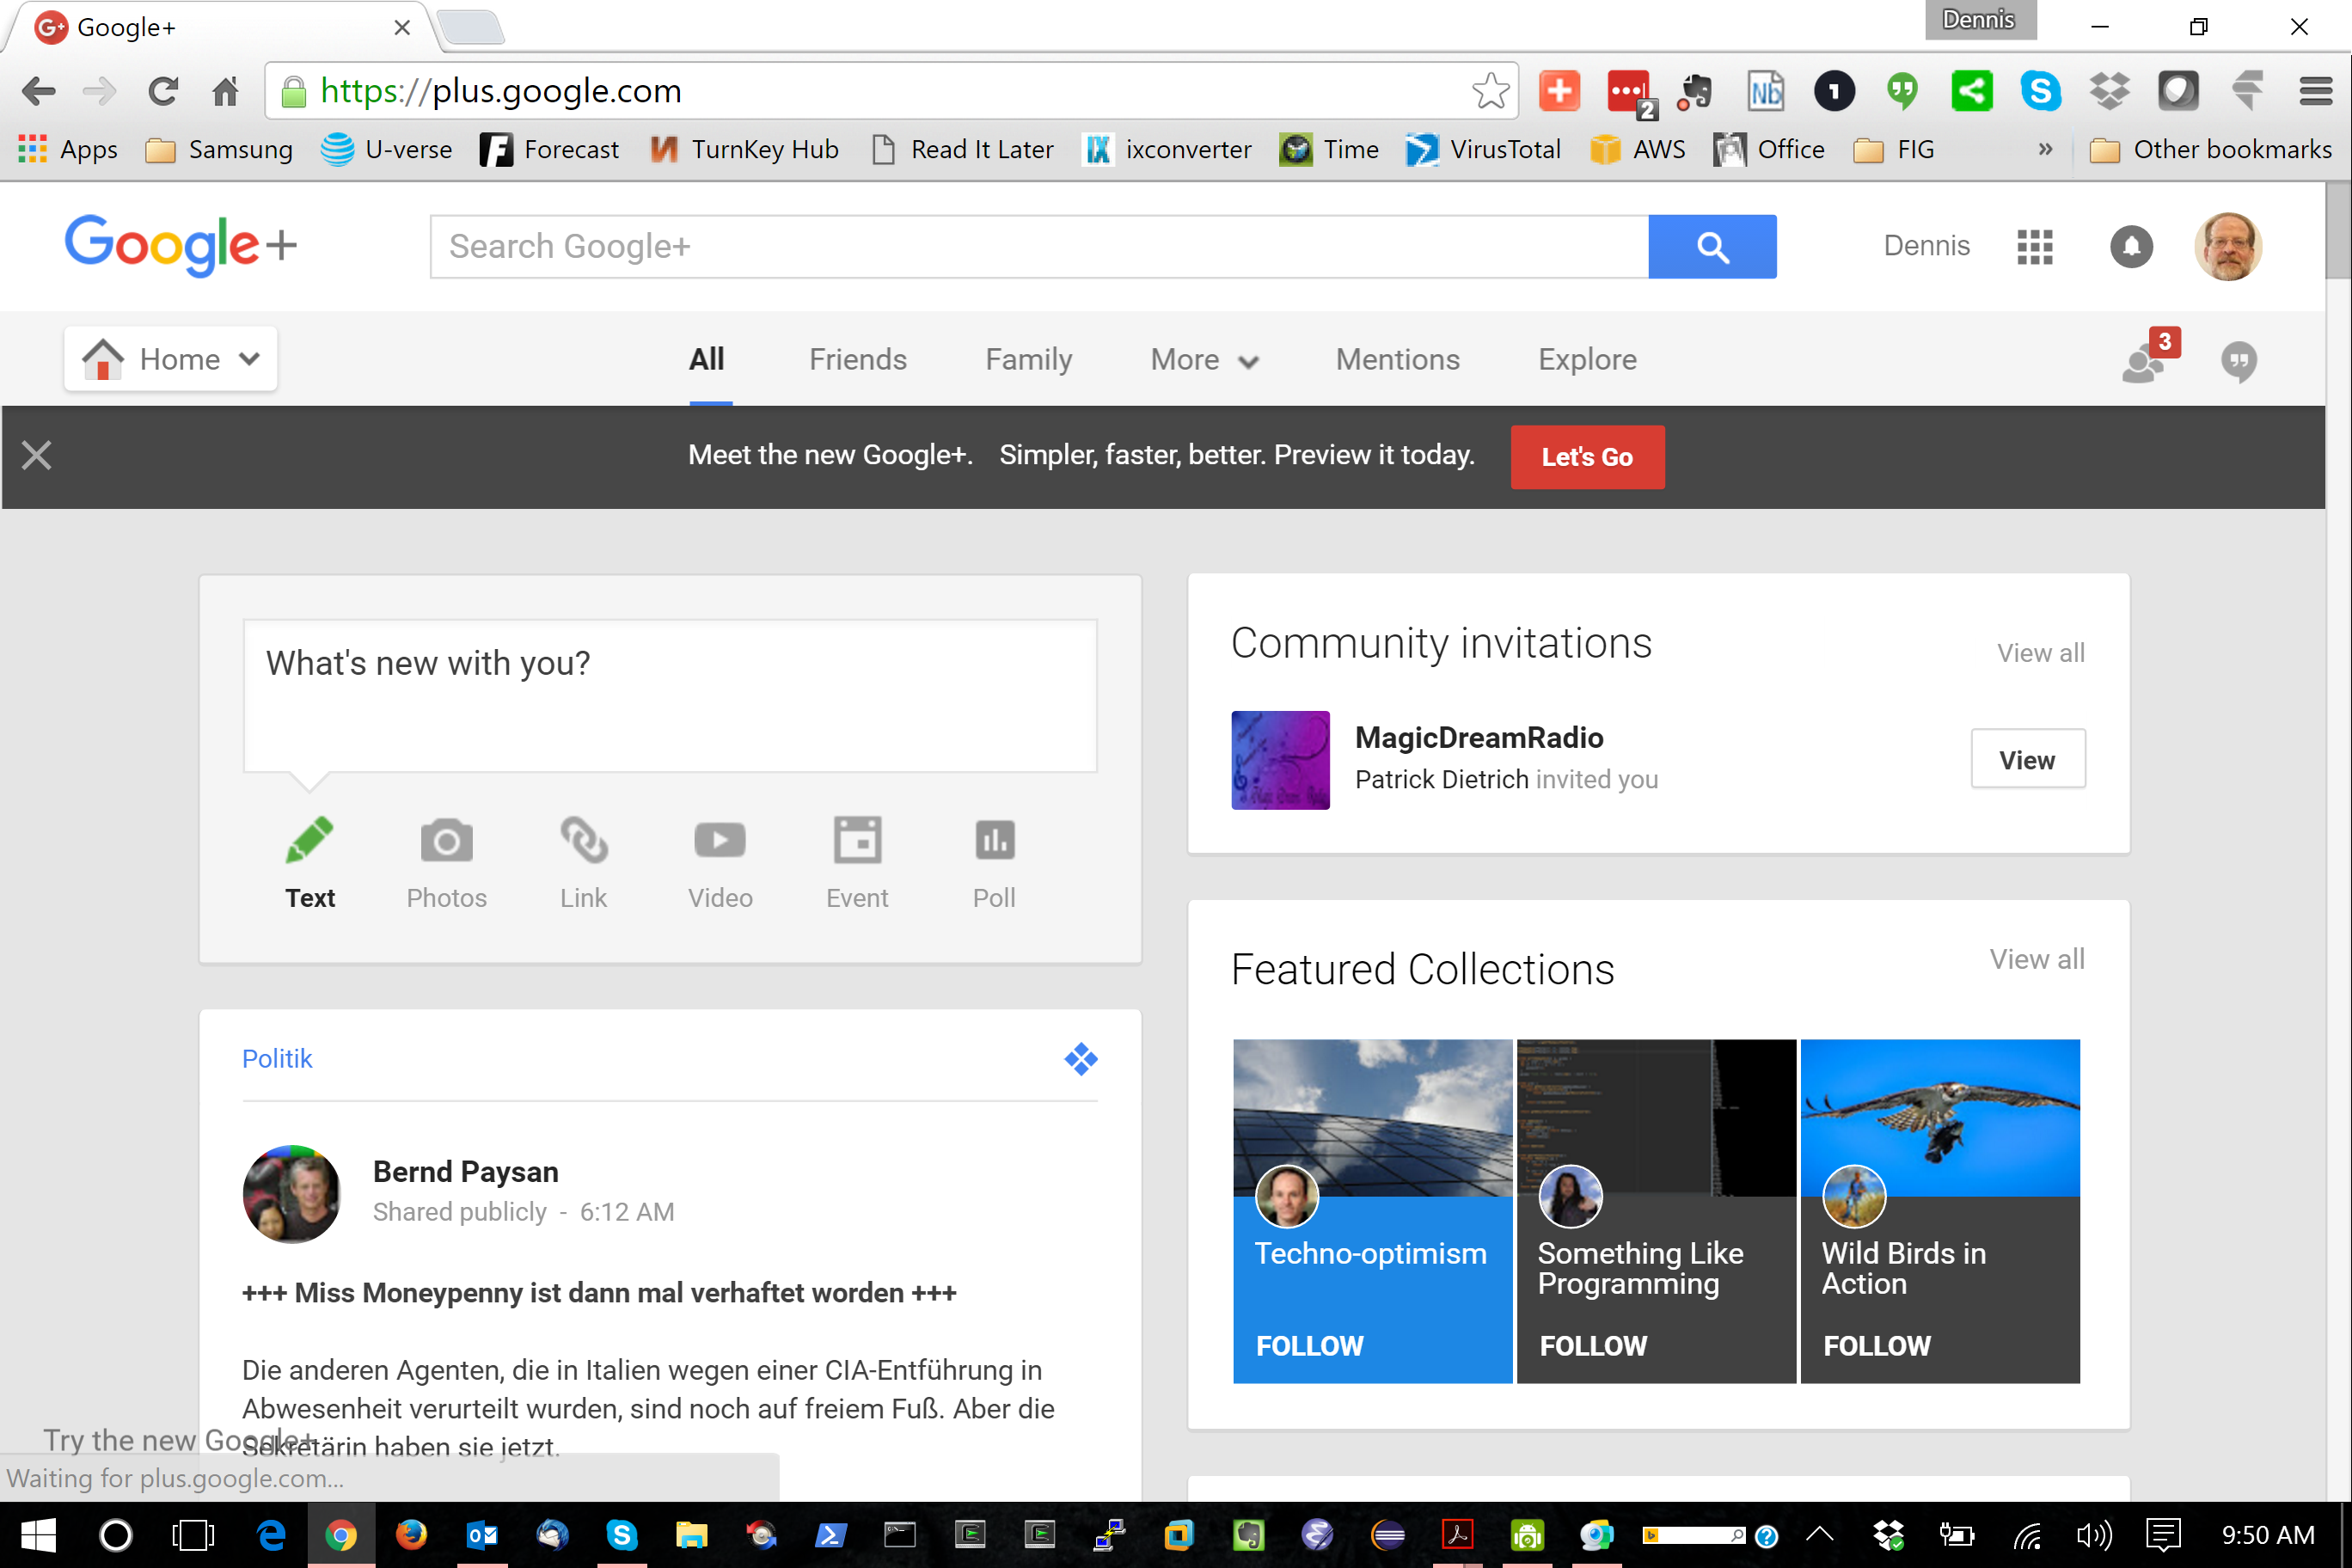 Google+
Dennis
https://plus.google.com
2
Apps
Samsung
U-verse
Forecast
TurnKey Hub
Read It Later
ixconverter
Time
VirusTotal
AWS
Office
FIG
»
Other bookmarks
Google+
Search Google+
Dennis
Home
All
Friends
Family
More
Mentions
Explore
3
Meet the new Google+. Simpler, faster, better. Preview it today.
Let's Go
What's new with you?
Text
Photos
Link
Video
Event
Poll
Community invitations
View all
MagicDreamRadio
Patrick Dietrich invited you
View
Featured Collections
View all
Techno-optimism
FOLLOW
Something Like
Programming
FOLLOW
Wild Birds in
Action
FOLLOW
Politik
Bernd Paysan
Shared publicly - 6:12 AM
+++ Miss Moneypenny ist dann mal verhaftet worden +++
Die anderen Agenten, die in Italien wegen einer CIA-Entführung in
Abwesenheit verurteilt wurden, sind noch auf freiem Fuß. Aber die
Sekretärin haben sie jetzt.
Try the new Google+
Waiting for plus.google.com...
9:50 AM